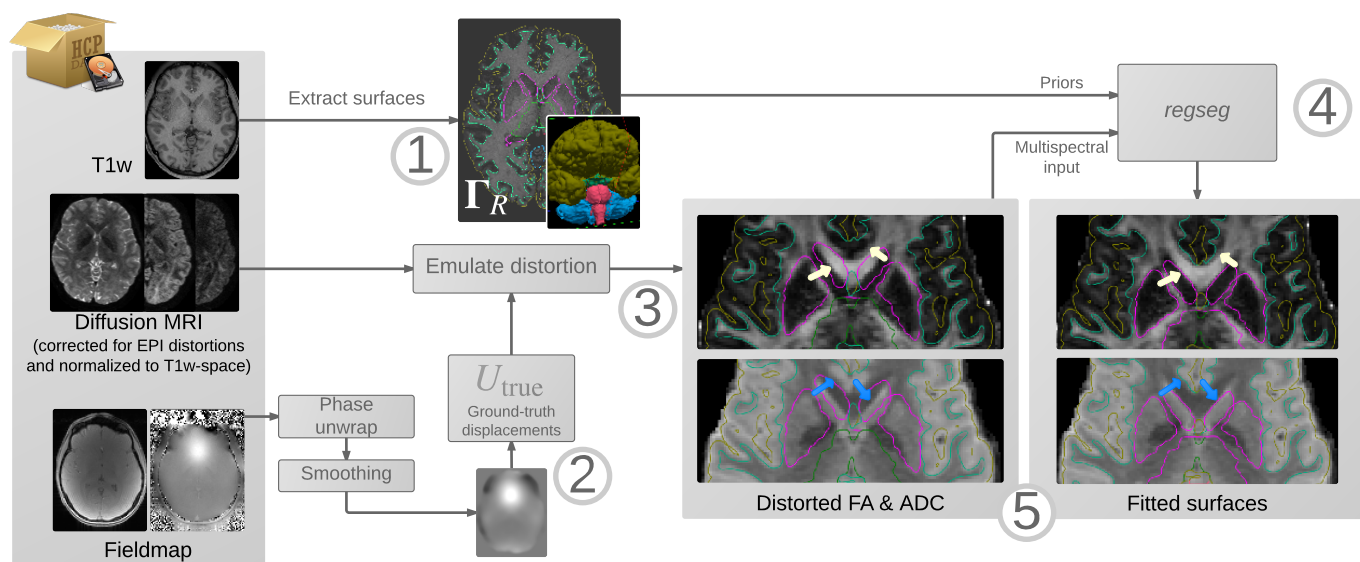 HCP
DATA
T1w
Extract surfaces
1
Γ R
Priors
Multispectral
input
regseg
4
Diffusion MRI
(corrected for EPI distortions
and normalized to T1w-space)
Emulate distortion
3
U true
Ground-truth
displacements
2
Phase
unwrap
Smoothing
Fieldmap
Distorted FA & ADC
5
Fitted surfaces